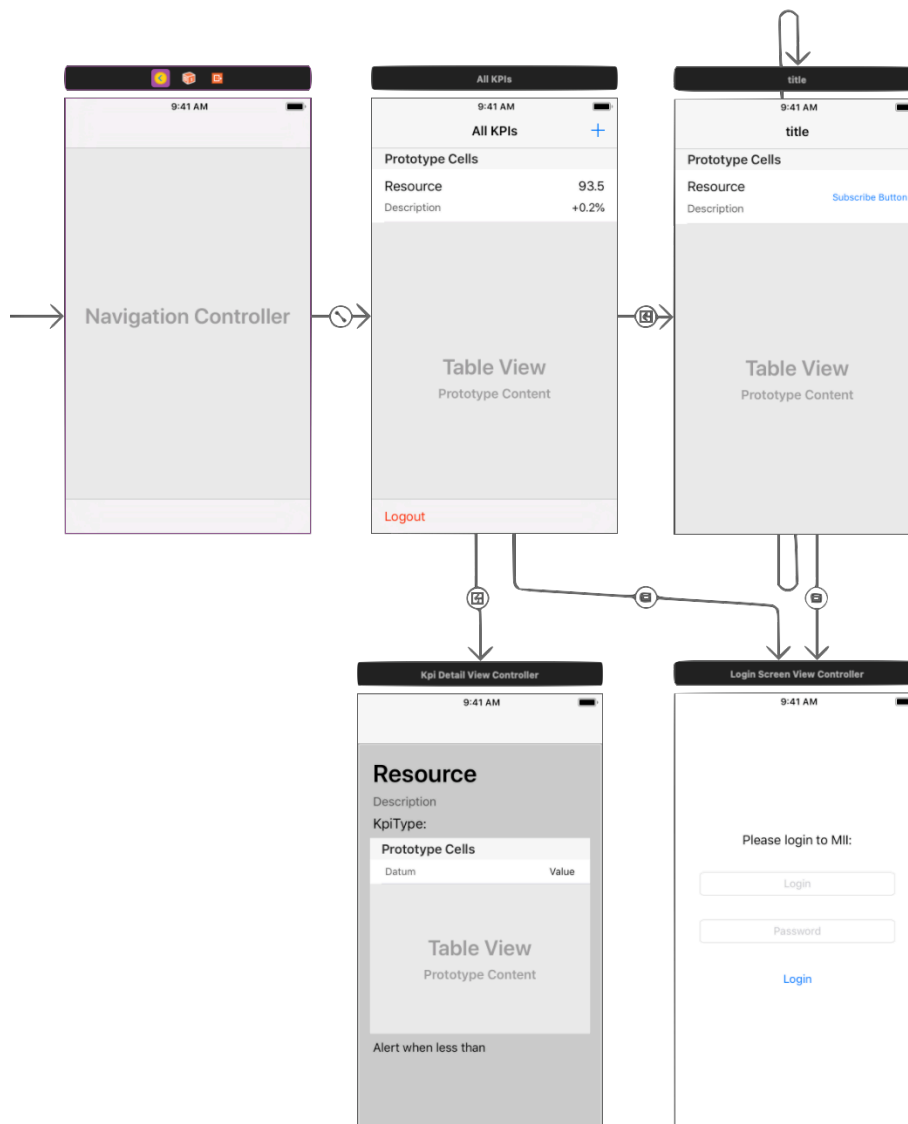 All KPIs
title
9:41 AM
9:41 AM
9:41 AM
All KPIs +
title
Prototype Cells
Prototype Cells
Resource 93.5
Description +0.2%
Resource
Subscribe Button
Description
Navigation Controller
Table View
Prototype Content
Table View
Prototype Content
Logout
Kpi Detail View Controller
Login Screen View Controller
9:41 AM
9:41 AM
Resource
Description
KpiType:
Prototype Cells
Datum Value
Table View
Prototype Content
Alert when less than
Please login to MII:
Login
Password
Login